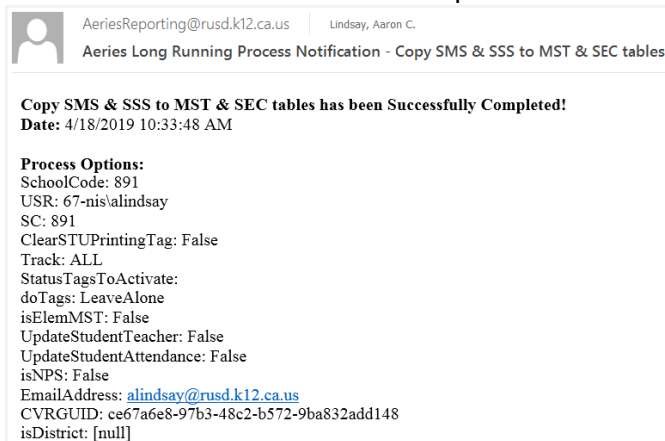 AeriesReporting@rusd.k12.ca.us Lindsay, Aaron C.
Aeries Long Running Process Notification - Copy SMS & SSS to MST & SEC tables
Copy SMS & SSS to MST & SEC tables has been Successfully Completed!
Date: 4/18/2019 10:33:48 AM
Process Options:
SchoolCode: 891
USR: 67-nis\alindsay
SC: 891
ClearSTUPrintingTag: False
Track: ALL
StatusTagsToActivate:
doTags: LeaveAlone
isElemMST: False
UpdateStudentTeacher: False
UpdateStudentAttendance: False
isNPS: False
EmailAddress: alindsay@rusd.k12.ca.us
CVRGUID: ce67a6e8-97b3-48c2-b572-9ba832add148
isDistrict: [null]